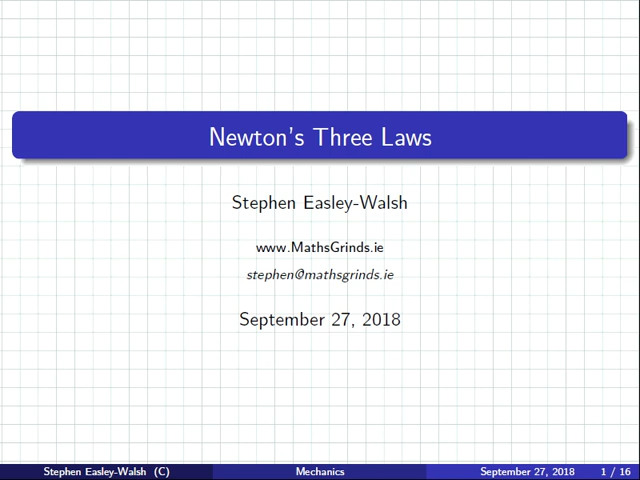 Newton's Three Laws
Stephen Easley-Walsh
www.MathsGrinds.ie
stephen@mathsgrinds.ie
September 27, 2018
Stephen Easley-Walsh (C) Mechanics September 27, 2018 1 / 16